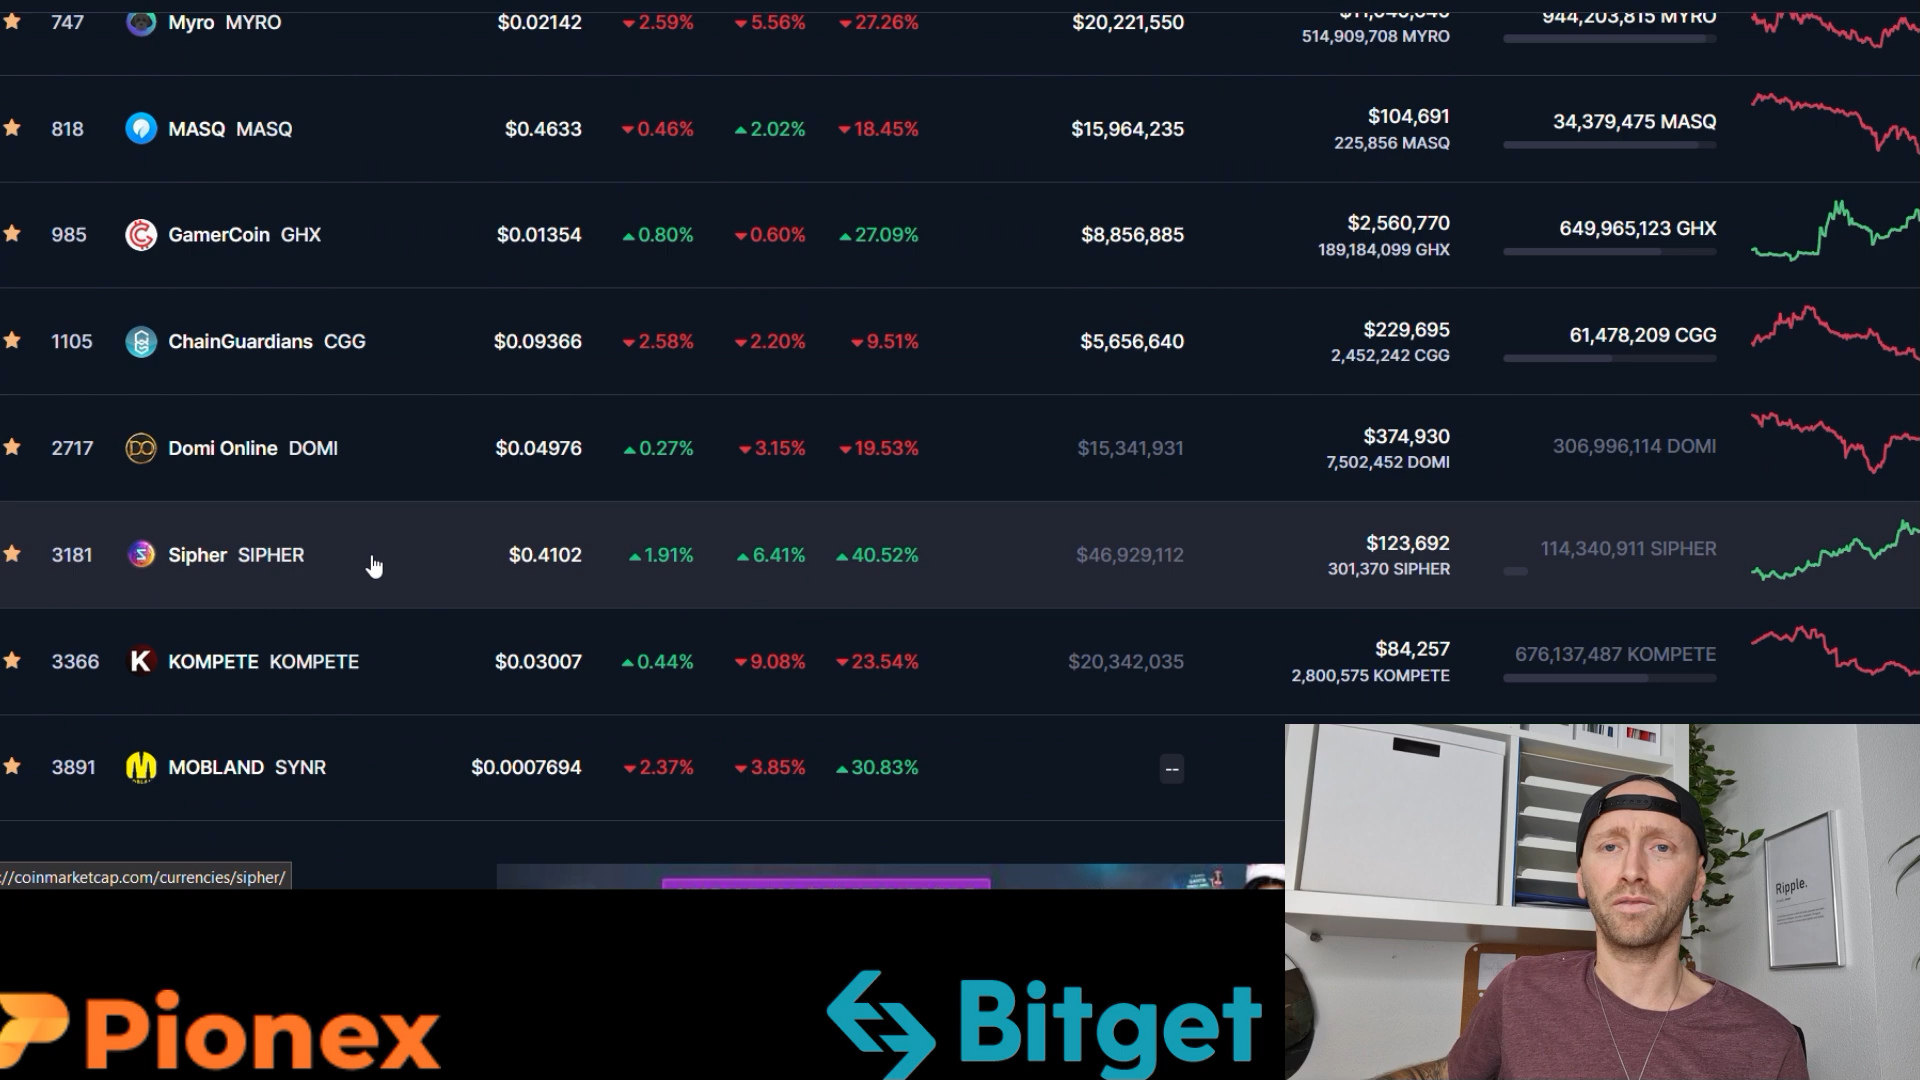 747 Myro MYRO $0.02142 2.59% 5.56% 27.26% $20,221,550 944,203,815 MYRO
514,909,708 MYRO
818 MASQ MASQ $0.4633 0.46% 2.02% 18.45% $15,964,235 $104,691 34,379,475 MASQ
225,856 MASQ
985 GamerCoin GHX $0.01354 0.80% 0.60% 27.09% $8,856,885 $2,560,770 649,965,123 GHX
189,184,099 GHX
1105 ChainGuardians CGG $0.09366 2.58% 2.20% 9.51% $5,656,640 $229,695 61,478,209 CGG
2,452,242 CGG
2717 Domi Online DOMI $0.04976 0.27% 3.15% 19.53% $15,341,931 $374,930 306,996,114 DOMI
7,502,452 DOMI
3181 Sipher SIPHER $0.4102 1.91% 6.41% 40.52% $46,929,112 $123,692 114,340,911 SIPHER
301,370 SIPHER
3366 KOMPETE KOMPETE $0.03007 0.44% 9.08% 23.54% $20,342,035 $84,257 676,137,487 KOMPETE
2,800,575 KOMPETE
3891 MOBLAND SYNR $0.0007694 2.37% 3.85% 30.83% --
://coinmarketcap.com/currencies/sipher/
Ripple.
Pionex
Bitget